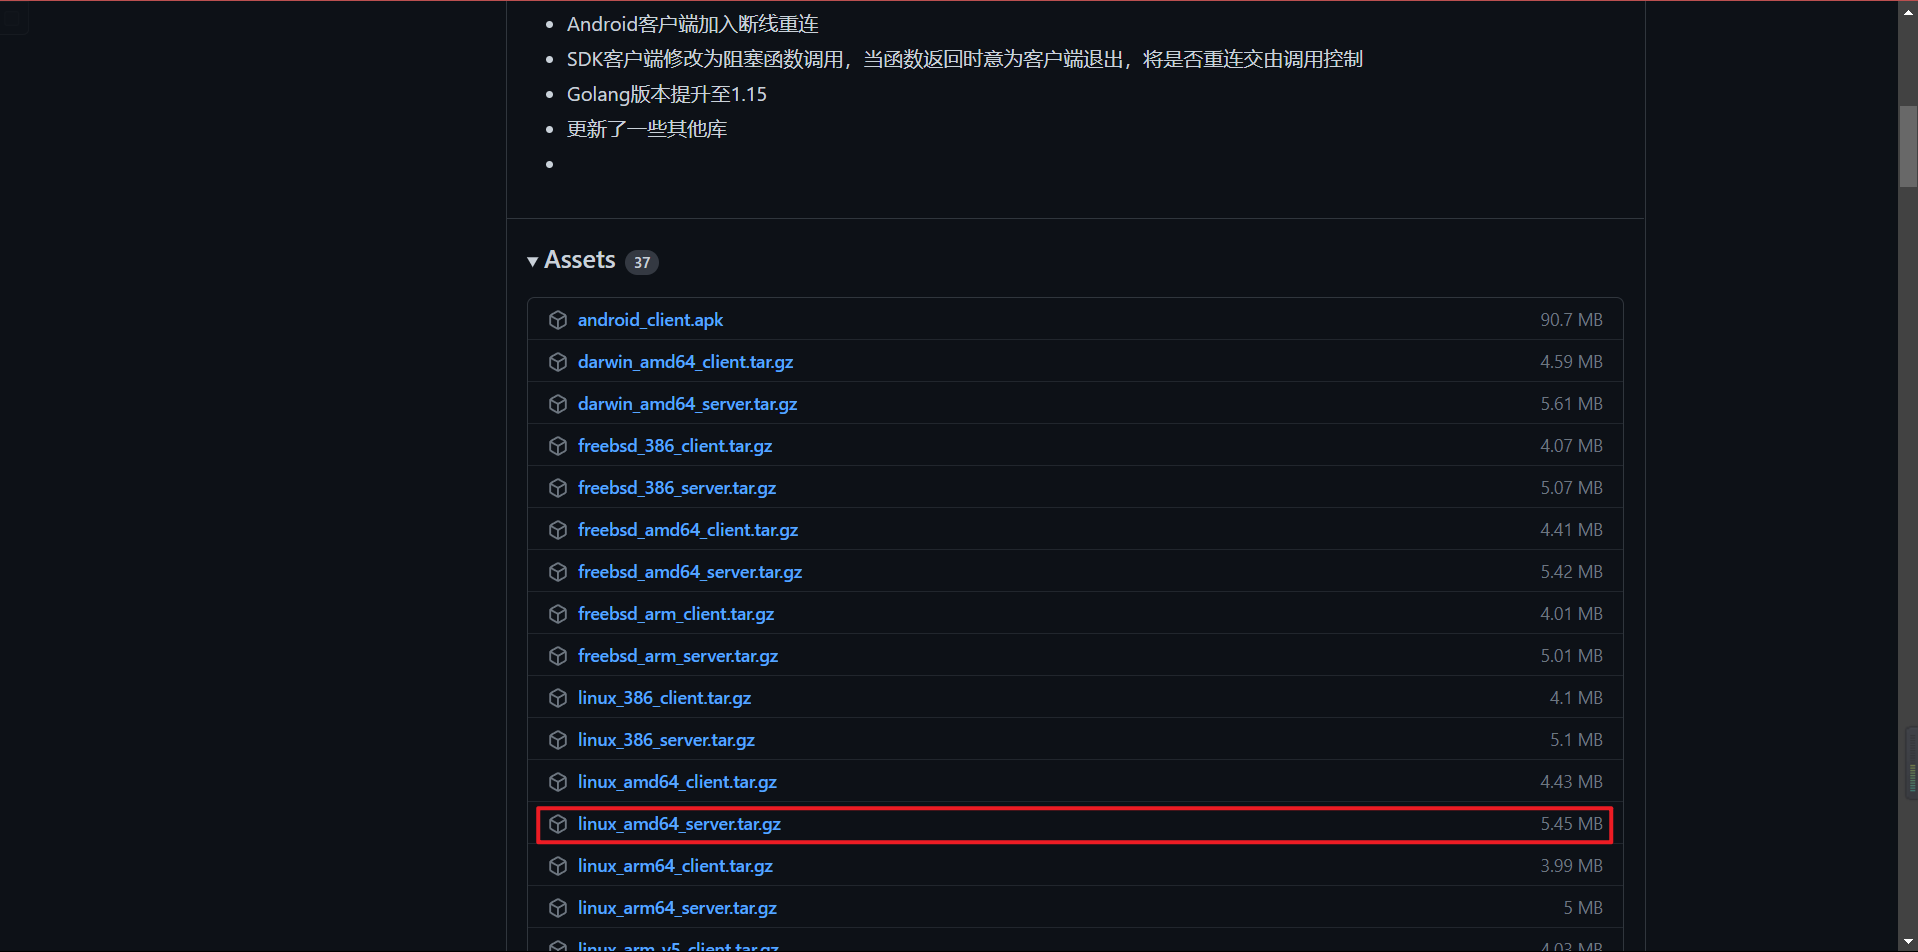 Android客户端加入断线重连
SDK客户端修改为阻塞函数调用，当函数返回时意为客户端退出，将是否重连交由调用控制
Golang版本提升至1.15
更新了一些其他库
Assets 37
android_client.apk 90.7 MB
darwin_amd64_client.tar.gz 4.59 MB
darwin_amd64_server.tar.gz 5.61 MB
freebsd_386_client.tar.gz 4.07 MB
freebsd_386_server.tar.gz 5.07 MB
freebsd_amd64_client.tar.gz 4.41 MB
freebsd_amd64_server.tar.gz 5.42 MB
freebsd_arm_client.tar.gz 4.01 MB
freebsd_arm_server.tar.gz 5.01 MB
linux_386_client.tar.gz 4.1 MB
linux_386_server.tar.gz 5.1 MB
linux_amd64_client.tar.gz 4.43 MB
linux_amd64_server.tar.gz 5.45 MB
linux_arm64_client.tar.gz 3.99 MB
linux_arm64_server.tar.gz 5 MB
linux_arm_v5_client.tar.gz 4.03 MB